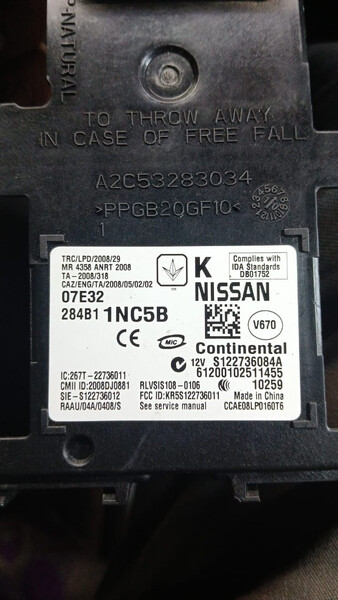 P-NATURAL
TO THROW AWAY
IN CASE OF FREE FALL
A2C53283034
>PPGB20GF10<
1
TRC/LPD/2008/29
MR 4358 ANRT 2008
TA-2008/318
CAZ/ENG/TA/2008/05/02/02
K
Complies with
IDA Standards
DB01752
07E32
NISSAN
284B1 1NC5B
V670
CE
MIC
Continental
12V S122736084A
61200102511455
IC:267T-22736011
CMII ID:2008DJ0881
RLVSIS108-0106
10259
SIE-S122736012
FCC ID:KR5S122736011
Made in China
RAAU/04A/0408/S
See service manual
CCAE08LP0160T6